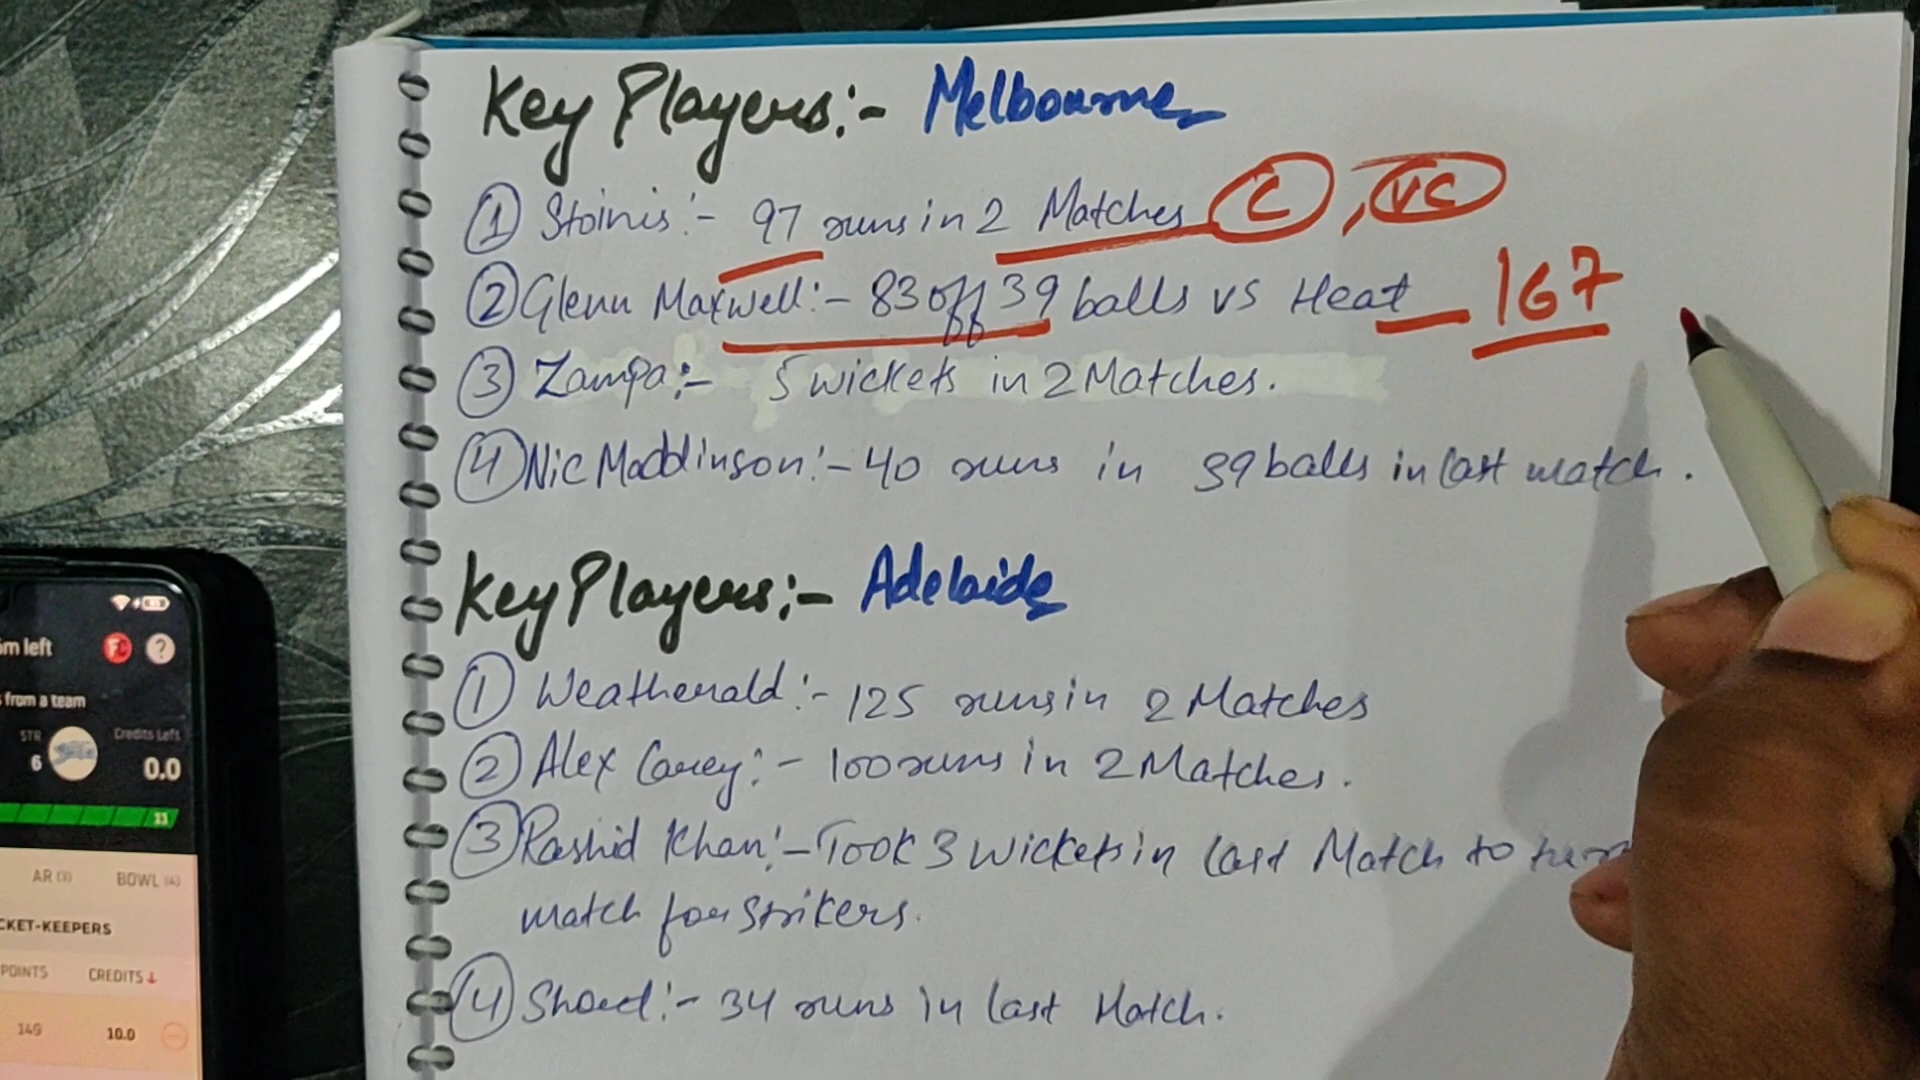 Key Players:- Melbourne
① Stoinis:- 97 runs in 2 Matches C, VC
② Glenn Maxwell:- 83 off 39 balls vs Heat 167
③ Zampa:- 5 wickets in 2 Matches.
④ Nic Maddinson:- 40 runs in 39 balls in last match.
Key Players:- Adelaide
① Weatherald:- 125 runs in 2 Matches
② Alex Carey:- 100 runs in 2 Matches.
③ Rashid Khan:- Took 3 wickets in last Match to turn
match for strikers.
④ Short:- 34 runs in last Match.
m left
FC ?
from a team
STR
Credits Left
6
0.0
11
AR (3) BOWL (4)
CKET-KEEPERS
POINTS CREDITS ↓
149 10.0